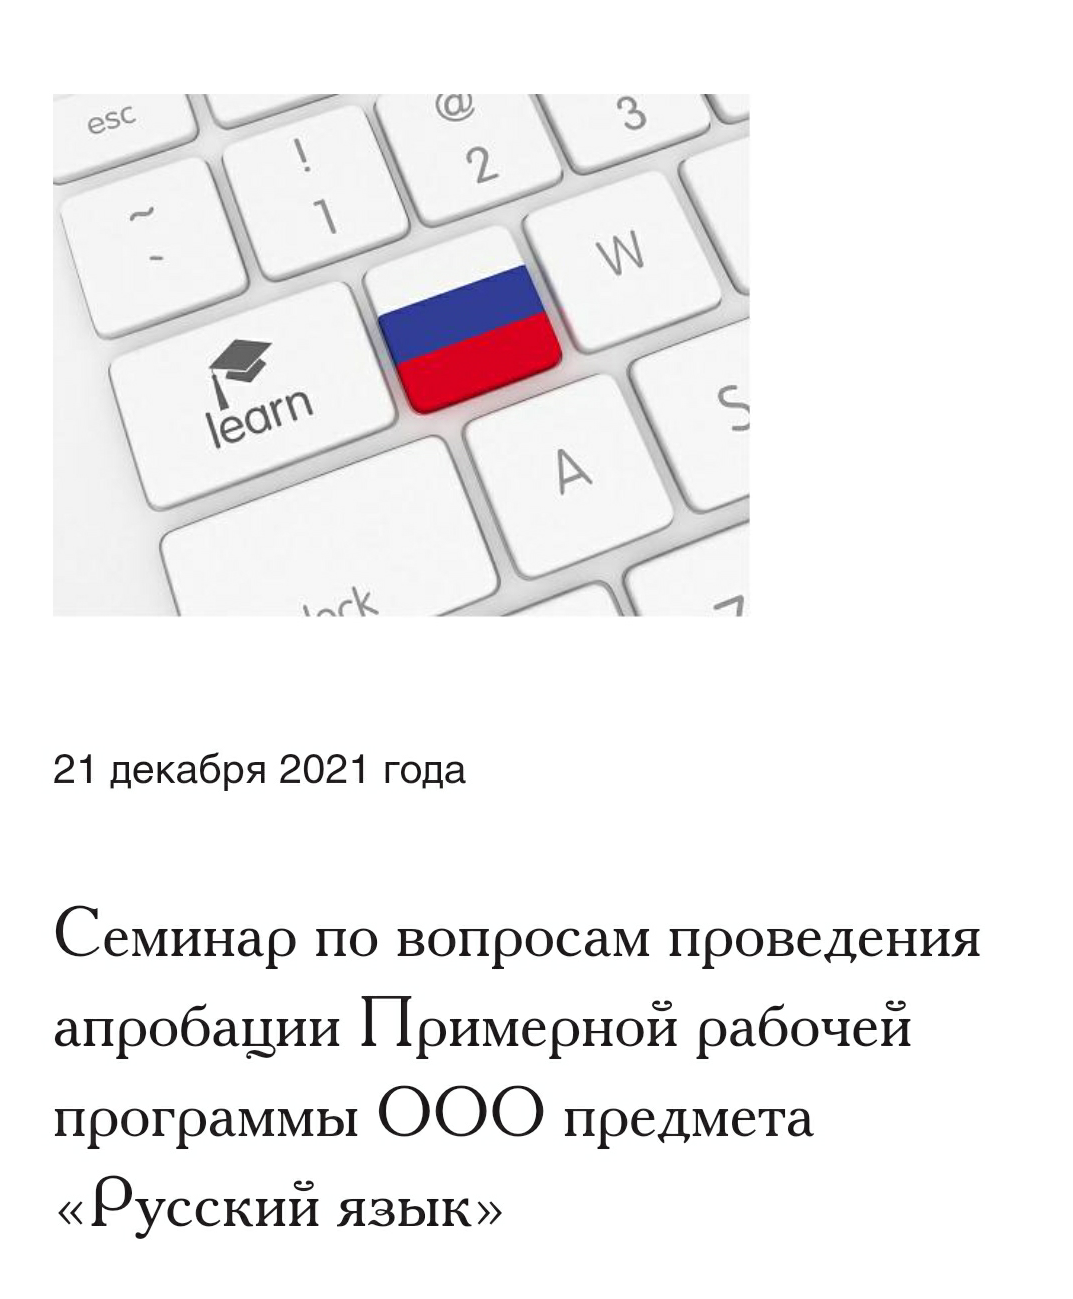 esc
@
3
!
2
~
1
-
W
learn
S
A
lock
Z
21 декабря 2021 года
Семинар по вопросам проведения
апробации Примерной рабочей
программы ООО предмета
«Русский язык»